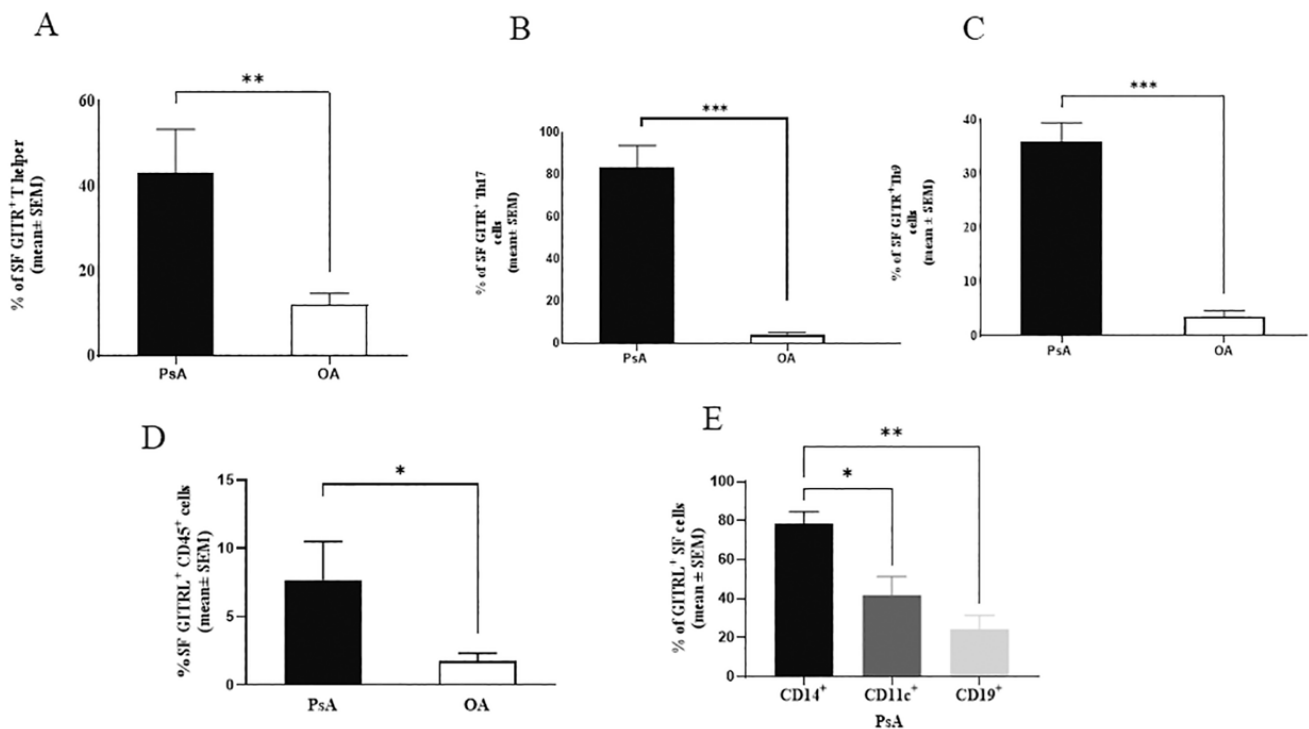 A
**
60
40
20
0
% of SF GITR⁺ T helper
(mean± SEM)
PsA OA
B
***
100
80
60
40
20
0
% of SF GITR⁺ Th17
cells
(mean± SEM)
PsA OA
C
***
40
30
20
10
0
% of SF GITR⁺Th9
cells
(mean ± SEM)
PsA OA
D
*
15
10
5
0
%SF GITRL⁺ CD45⁺ cells
(mean± SEM)
PsA OA
E
**
*
100
80
60
40
20
0
% of GITRL⁺ SF cells
(mean ± SEM)
CD14⁺ CD11c⁺ CD19⁺
PsA